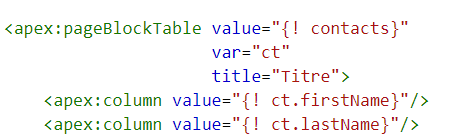 <apex:pageBlockTable value="{! contacts}"
var="ct"
title="Titre">
<apex:column value="{! ct.firstName}"/>
<apex:column value="{! ct.lastName}"/>